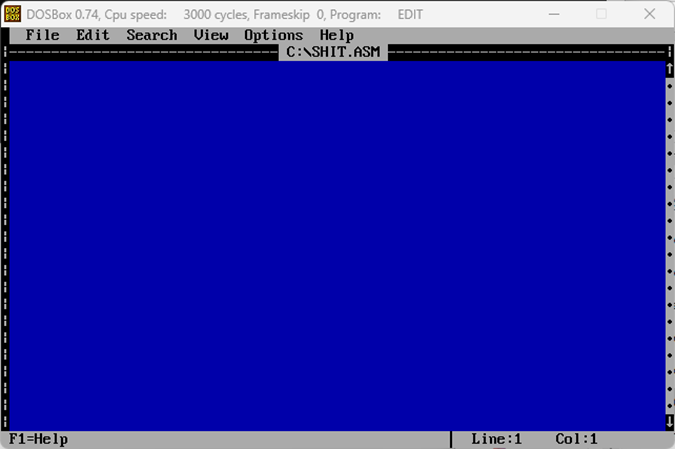 DOSBox 0.74, Cpu speed: 3000 cycles, Frameskip 0, Program: EDIT
File Edit Search View Options Help
C:\SHIT.ASM
F1=Help Line:1 Col:1